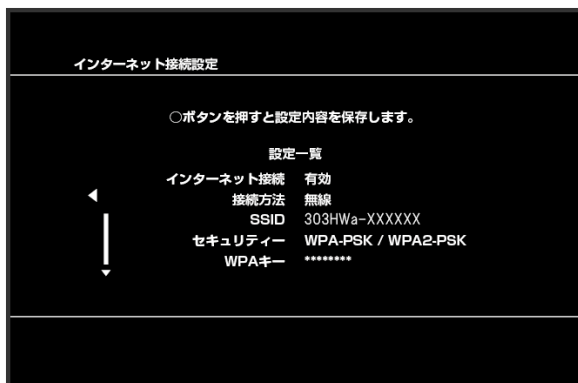 インターネット接続設定
○ボタンを押すと設定内容を保存します。
設定一覧
インターネット接続 有効
接続方法 無線
SSID 303HWa-XXXXXX
セキュリティー WPA-PSK / WPA2-PSK
WPAキー ********